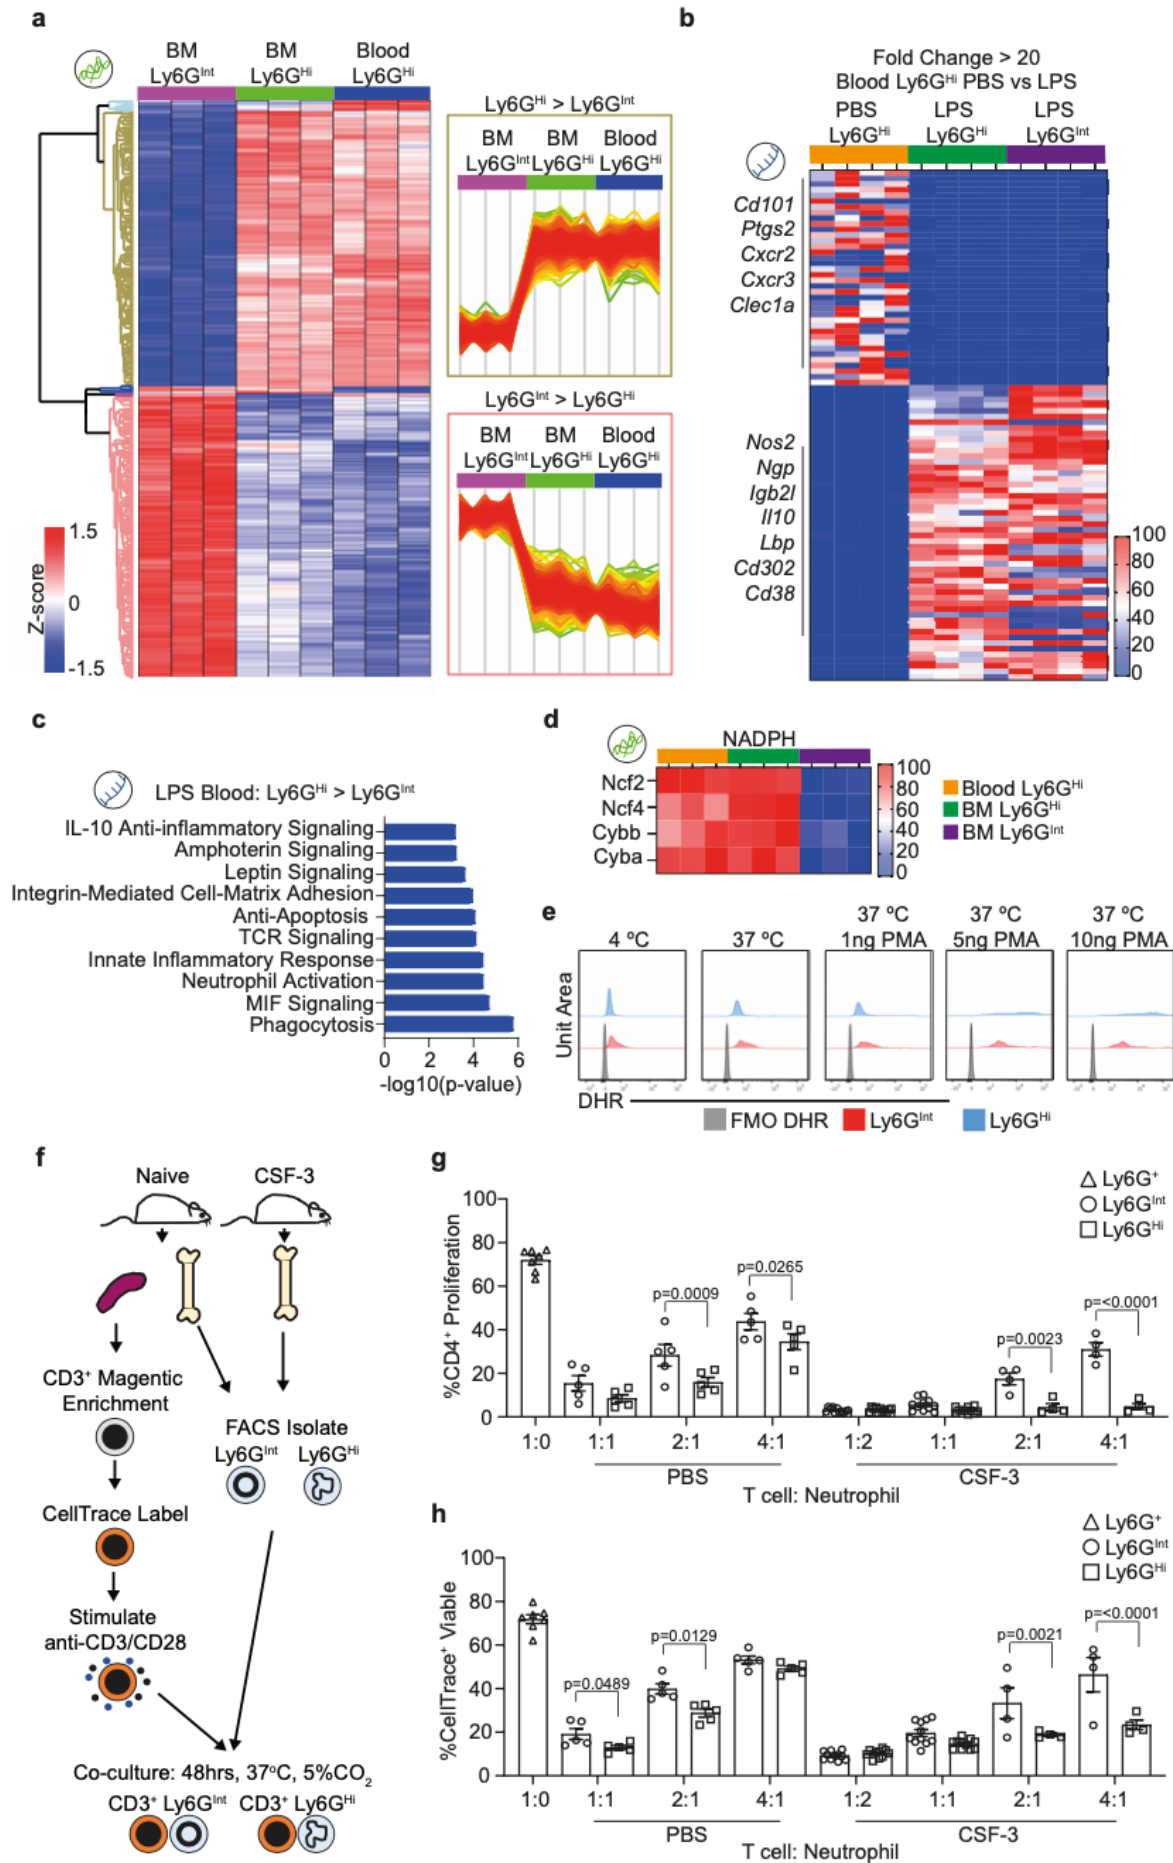 a
BM
Ly6GInt
BM
Ly6GHi
Blood
Ly6GHi
Z-score
1.5
0
-1.5
Ly6GHi > Ly6GInt
BM
Ly6GInt
BM
Ly6GHi
Blood
Ly6GHi
Ly6GInt > Ly6GHi
BM
Ly6GInt
BM
Ly6GHi
Blood
Ly6GHi
b
Fold Change > 20
Blood Ly6GHi PBS vs LPS
PBS
Ly6GHi
LPS
Ly6GHi
LPS
Ly6GInt
Cd101
Ptgs2
Cxcr2
Cxcr3
Clec1a
Nos2
Ngp
Igb2l
Il10
Lbp
Cd302
Cd38
100
80
60
40
20
0
c
LPS Blood: Ly6GHi > Ly6GInt
IL-10 Anti-inflammatory Signaling
Amphoterin Signaling
Leptin Signaling
Integrin-Mediated Cell-Matrix Adhesion
Anti-Apoptosis
TCR Signaling
Innate Inflammatory Response
Neutrophil Activation
MIF Signaling
Phagocytosis
0 2 4 6
-log10(p-value)
d
NADPH
Ncf2
Ncf4
Cybb
Cyba
100
80
60
40
20
0
Blood Ly6GHi
BM Ly6GHi
BM Ly6GInt
e
4 ºC
37 ºC
37 ºC
1ng PMA
37 ºC
5ng PMA
37 ºC
10ng PMA
Unit Area
DHR
FMO DHR
Ly6GInt
Ly6GHi
f
Naive
CSF-3
CD3+ Magentic
Enrichment
FACS Isolate
Ly6GInt Ly6GHi
CellTrace Label
Stimulate
anti-CD3/CD28
Co-culture: 48hrs, 37ºC, 5%CO2
CD3+ Ly6GInt CD3+ Ly6GHi
g
Ly6G+
Ly6GInt
Ly6GHi
%CD4+ Proliferation
100
80
60
40
20
0
p=0.0009
p=0.0265
p=0.0023
p=<0.0001
1:0 1:1 2:1 4:1 1:2 1:1 2:1 4:1
PBS
CSF-3
T cell: Neutrophil
h
Ly6G+
Ly6GInt
Ly6GHi
%CellTrace+ Viable
100
80
60
40
20
0
p=0.0489
p=0.0129
p=0.0021
p=<0.0001
1:0 1:1 2:1 4:1 1:2 1:1 2:1 4:1
PBS
CSF-3
T cell: Neutrophil